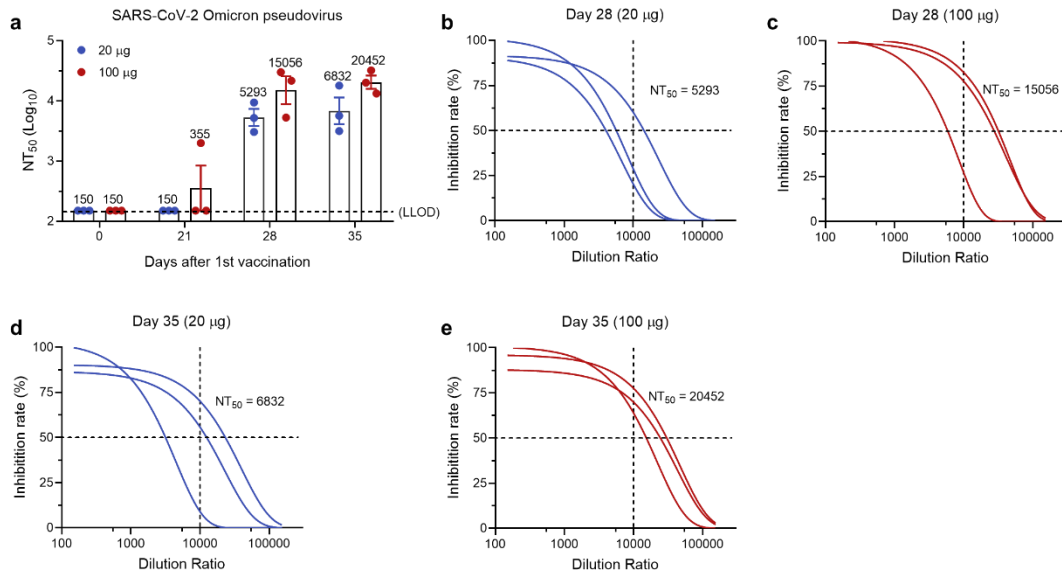 a
SARS-CoV-2 Omicron pseudovirus
20 μg
100 μg
NT50 (Log10)
5
4
3
2
150
150
150
355
5293
15056
6832
20452
(LLOD)
0
21
28
35
Days after 1st vaccination
b
Day 28 (20 μg)
Inhibitition rate (%)
100
75
50
25
0
NT50 = 5293
100
1000
10000
100000
Dilution Ratio
c
Day 28 (100 μg)
Inhibitition rate (%)
100
75
50
25
0
NT50 = 15056
100
1000
10000
100000
Dilution Ratio
d
Day 35 (20 μg)
Inhibitition rate (%)
100
75
50
25
0
NT50 = 6832
100
1000
10000
100000
Dilution Ratio
e
Day 35 (100 μg)
Inhibitition rate (%)
100
75
50
25
0
NT50 = 20452
100
1000
10000
100000
Dilution Ratio